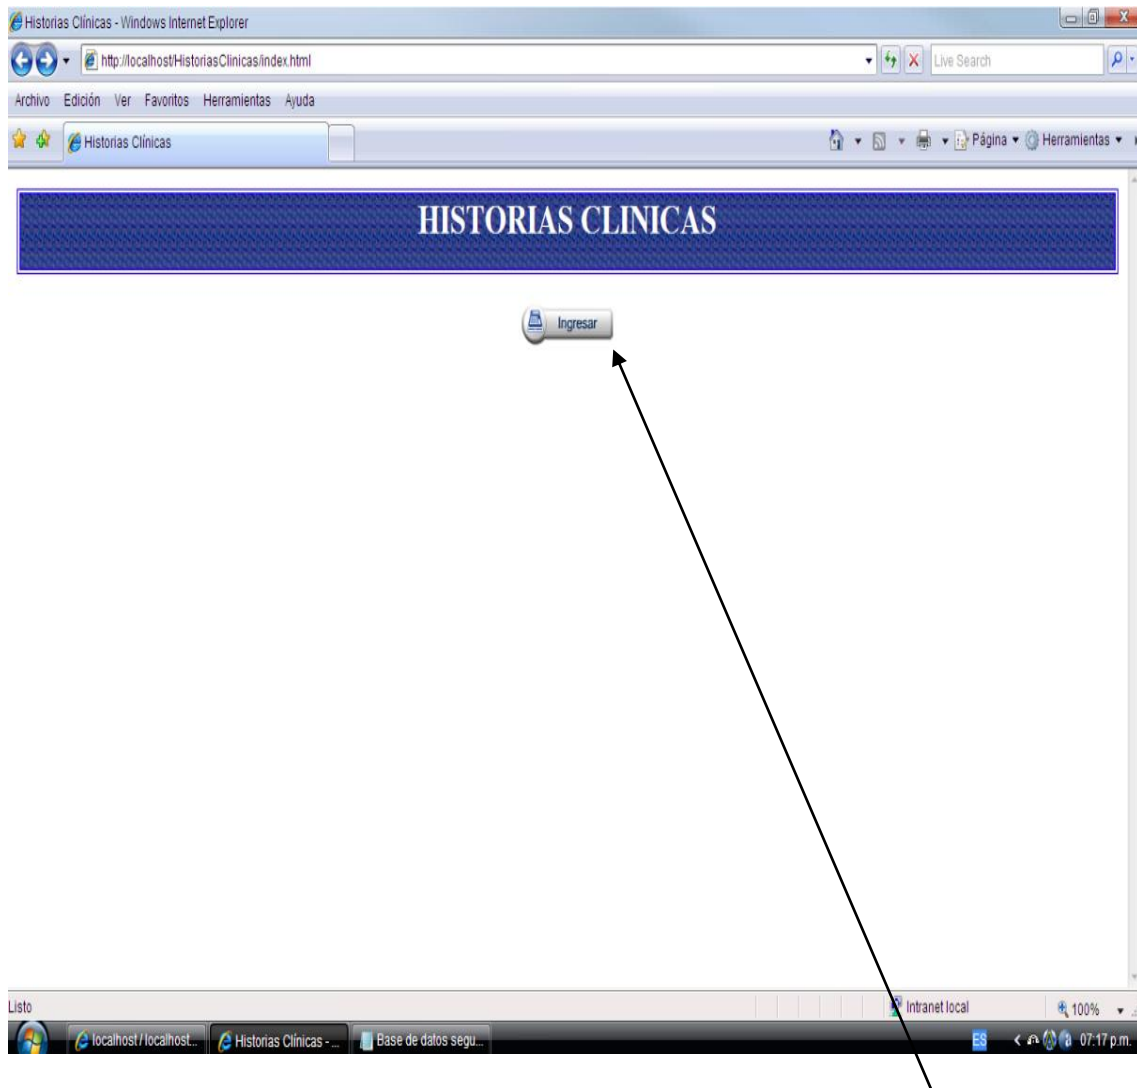 Historias Clínicas - Windows Internet Explorer
http://localhost/HistoriasClinicas/index.html
Live Search
Archivo Edición Ver Favoritos Herramientas Ayuda
Historias Clínicas
Página Herramientas
HISTORIAS CLINICAS
Ingresar
Listo
Intranet local
100%
localhost / localhost...
Historias Clínicas - ...
Base de datos segu...
ES
07:17 p.m.